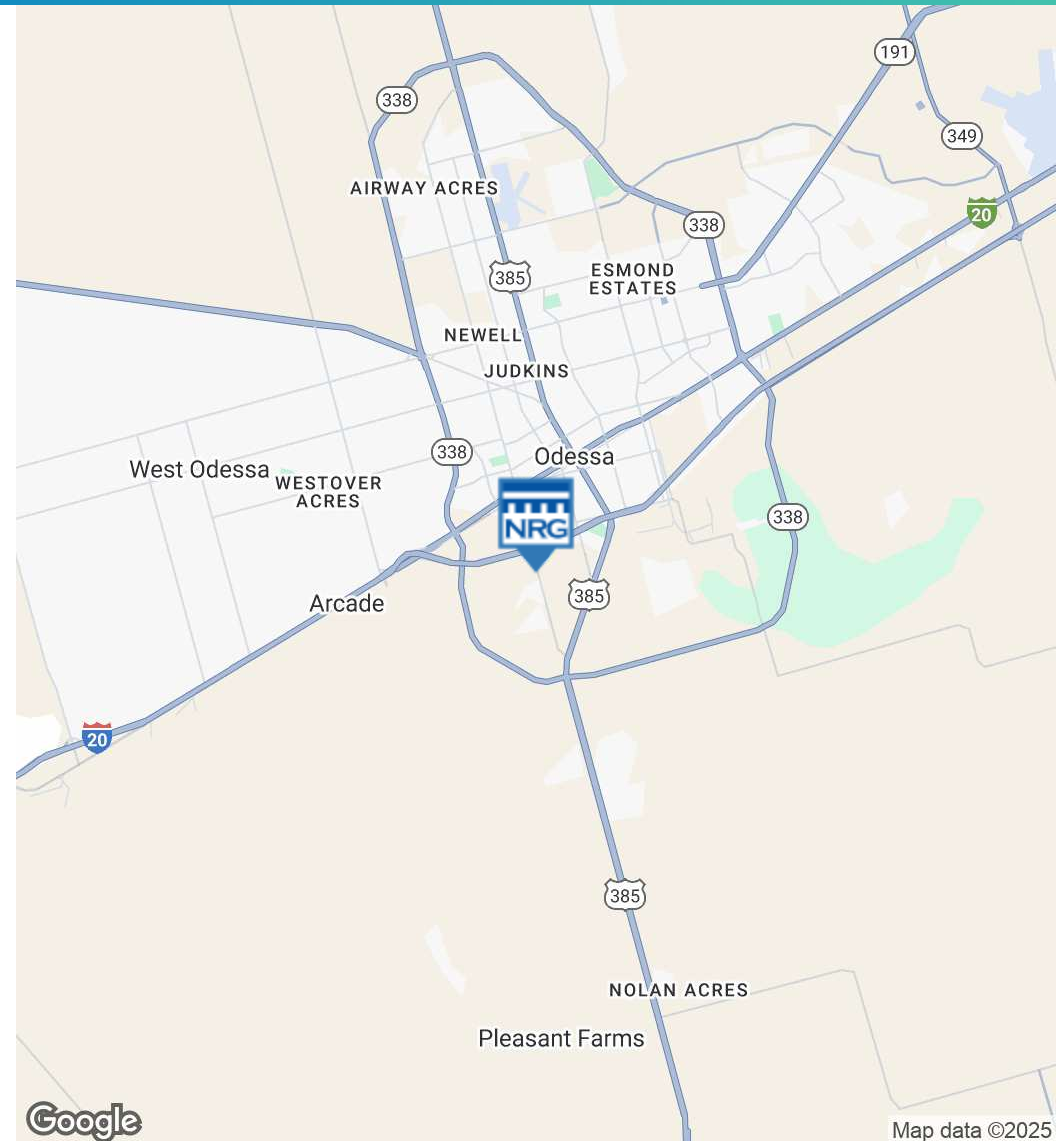 191
338
349
AIRWAY ACRES
20
338
385
ESMOND
ESTATES
NEWELL
JUDKINS
338
Odessa
West Odessa
WESTOVER
ACRES
NRG
338
385
Arcade
20
385
NOLAN ACRES
Pleasant Farms
Google
Map data ©2025